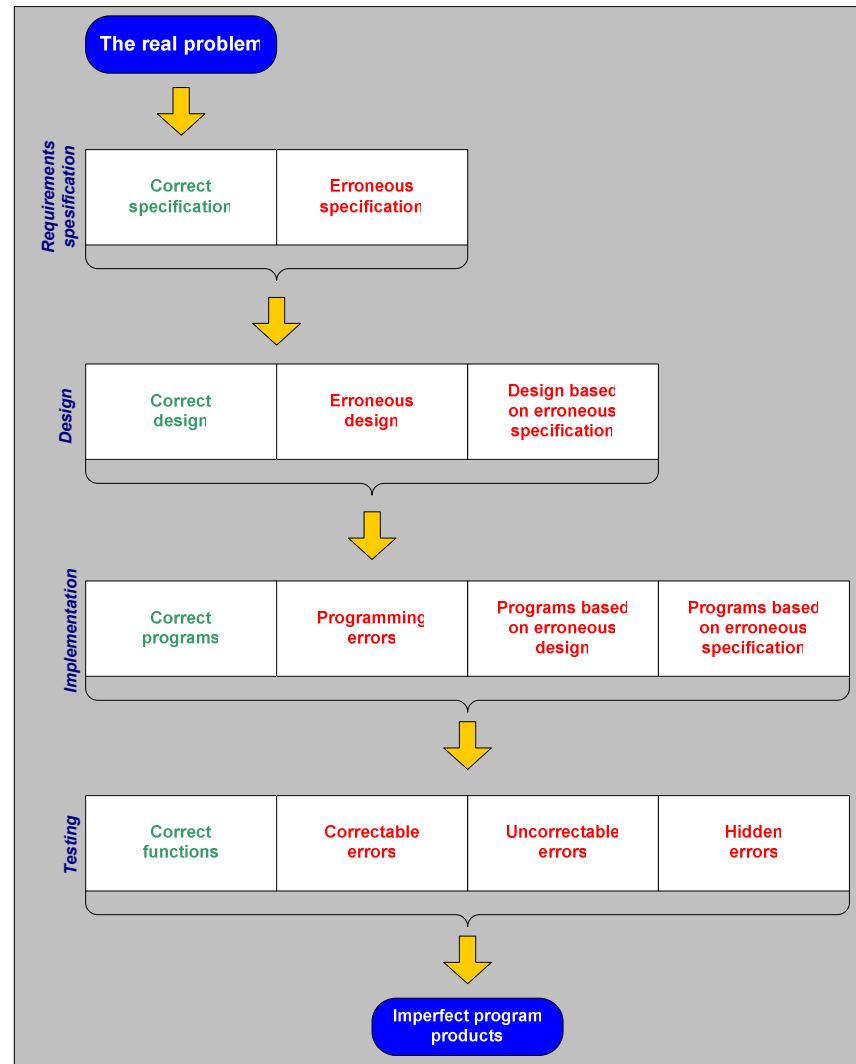 The real problem
Requirements
spesification
Correct
specification
Erroneous
specification
Design
Correct
design
Erroneous
design
Design based
on erroneous
specification
Implementation
Correct
programs
Programming
errors
Programs based
on erroneous
design
Programs based
on erroneous
specification
Testing
Correct
functions
Correctable
errors
Uncorrectable
errors
Hidden
errors
Imperfect program
products